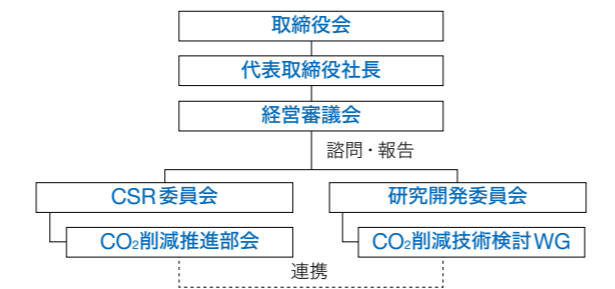 取締役会
代表取締役社長
経営審議会
諮問・報告
CSR委員会
研究開発委員会
CO₂削減推進部会
CO₂削減技術検討WG
連携